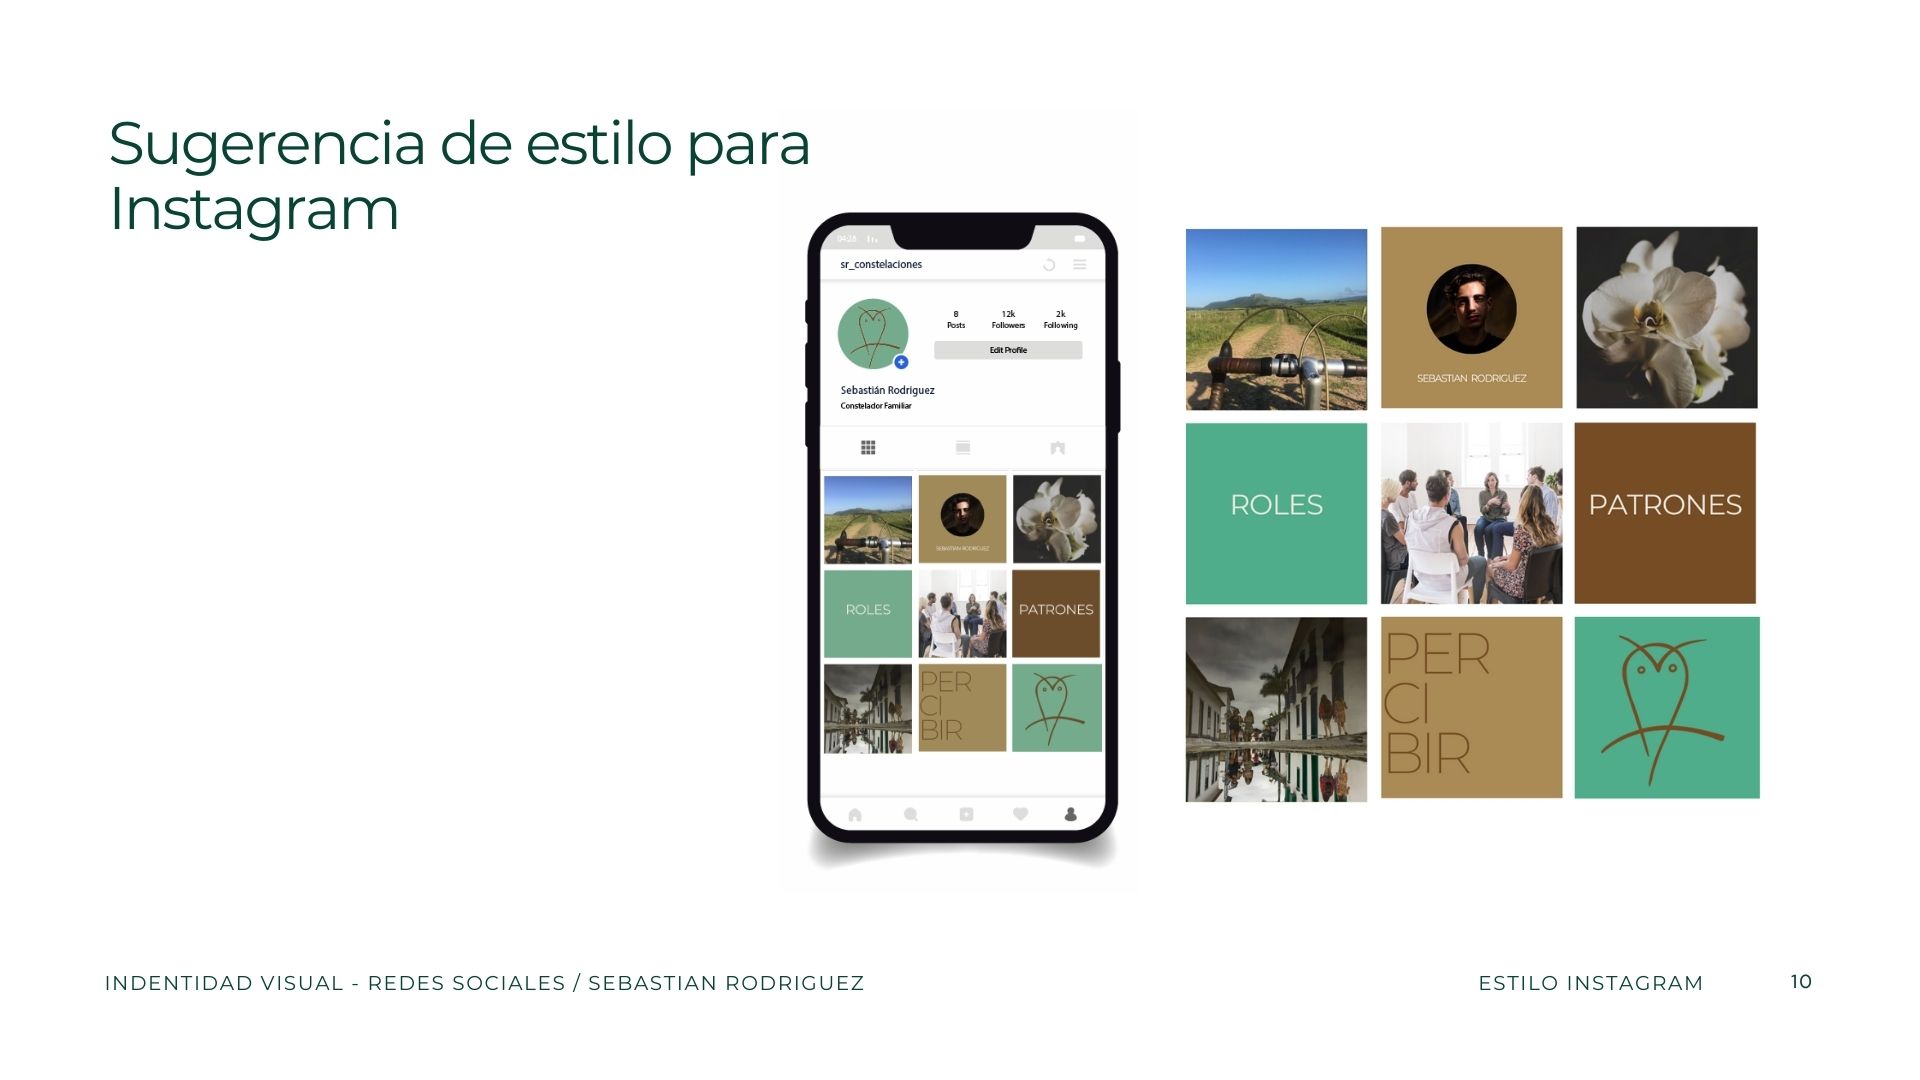 Sugerencia de estilo para
Instagram
04:28
sr_constelaciones
8 12k 2k
Posts Followers Following
Edit Profile
Sebastián Rodriguez
Constelador Familiar
SEBASTIAN RODRIGUEZ
ROLES
PATRONES
PER
CI
BIR
SEBASTIAN RODRIGUEZ
ROLES
PATRONES
PER
CI
BIR
INDENTIDAD VISUAL - REDES SOCIALES / SEBASTIAN RODRIGUEZ
ESTILO INSTAGRAM
10